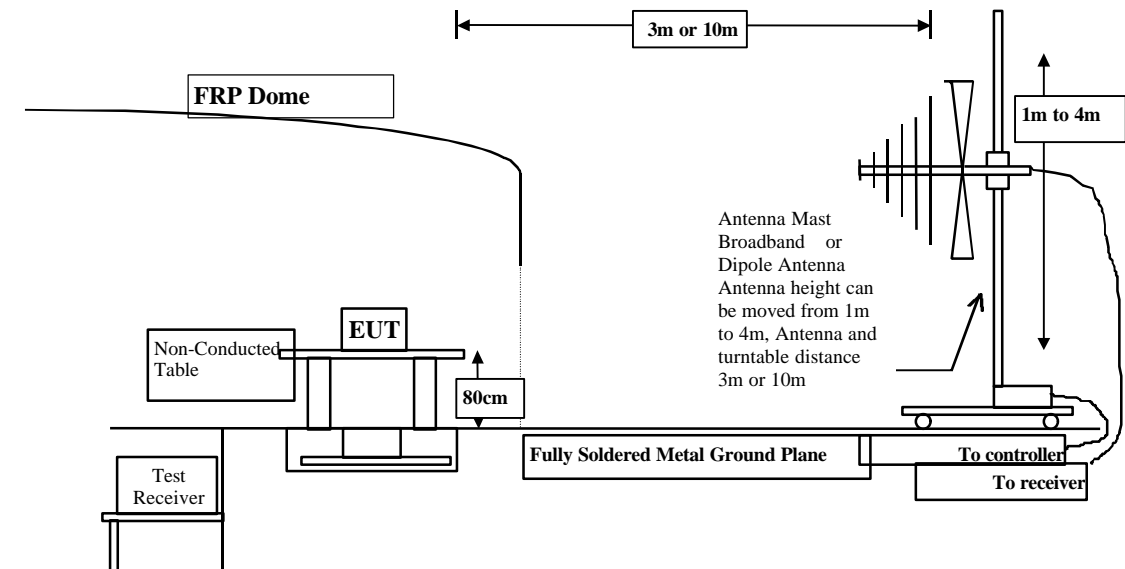 3m or 10m
FRP Dome
1m to 4m
Antenna Mast
Broadband or
Dipole Antenna
Antenna height can
be moved from 1m
to 4m, Antenna and
turntable distance
3m or 10m
EUT
Non-Conducted
Table
80cm
Fully Soldered Metal Ground Plane
To controller
To receiver
Test
Receiver